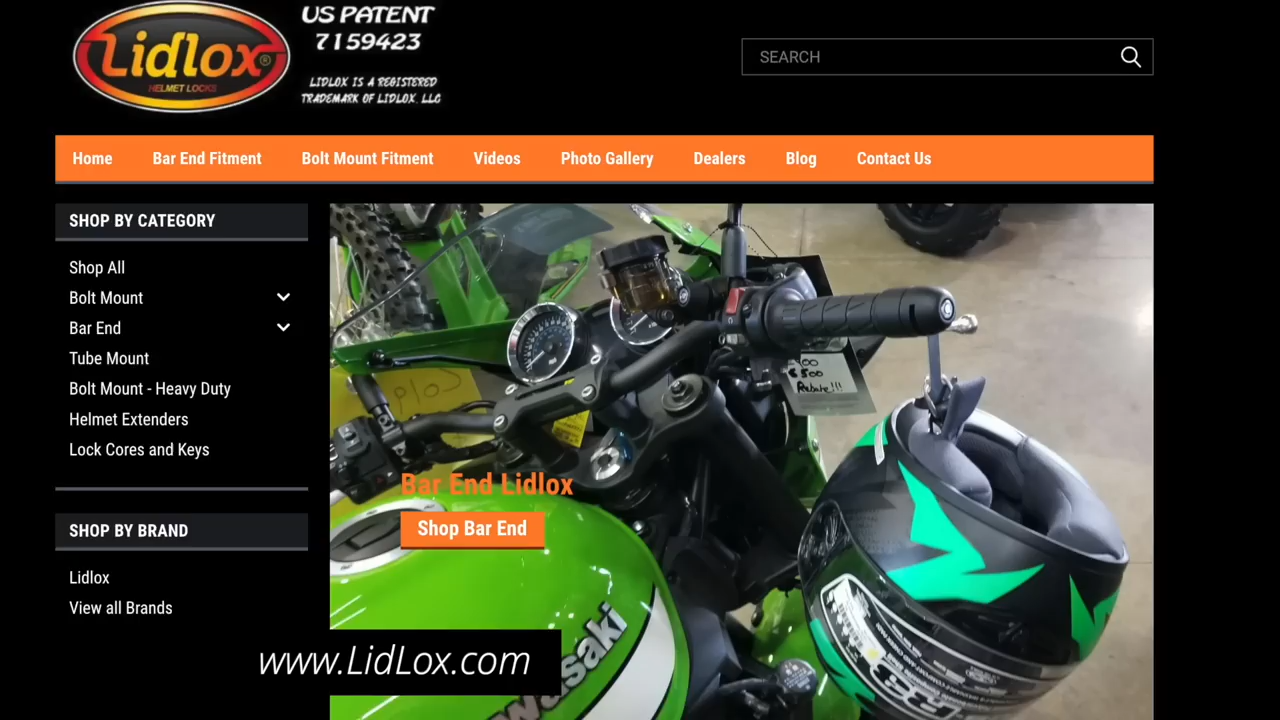 Lidlox®
HELMET LOCKS
US PATENT
7159423
LIDLOX IS A REGISTERED
TRADEMARK OF LIDLOX, LLC
SEARCH
Home Bar End Fitment Bolt Mount Fitment Videos Photo Gallery Dealers Blog Contact Us
SHOP BY CATEGORY
Shop All
Bolt Mount
Bar End
Tube Mount
Bolt Mount - Heavy Duty
Helmet Extenders
Lock Cores and Keys
SHOP BY BRAND
Lidlox
View all Brands
Rebate!!!
Bar End Lidlox
Shop Bar End
Kawasaki
www.LidLox.com